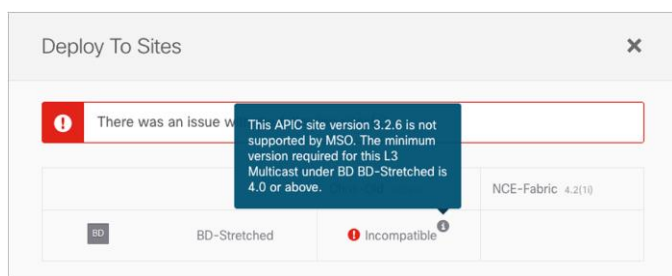 Deploy To Sites
There was an issue w
This APIC site version 3.2.6 is not
supported by MSO. The minimum
version required for this L3
Multicast under BD BD-Stretched is
4.0 or above.
NCE-Fabric 4.2(1i)
BD
BD-Stretched
Incompatible